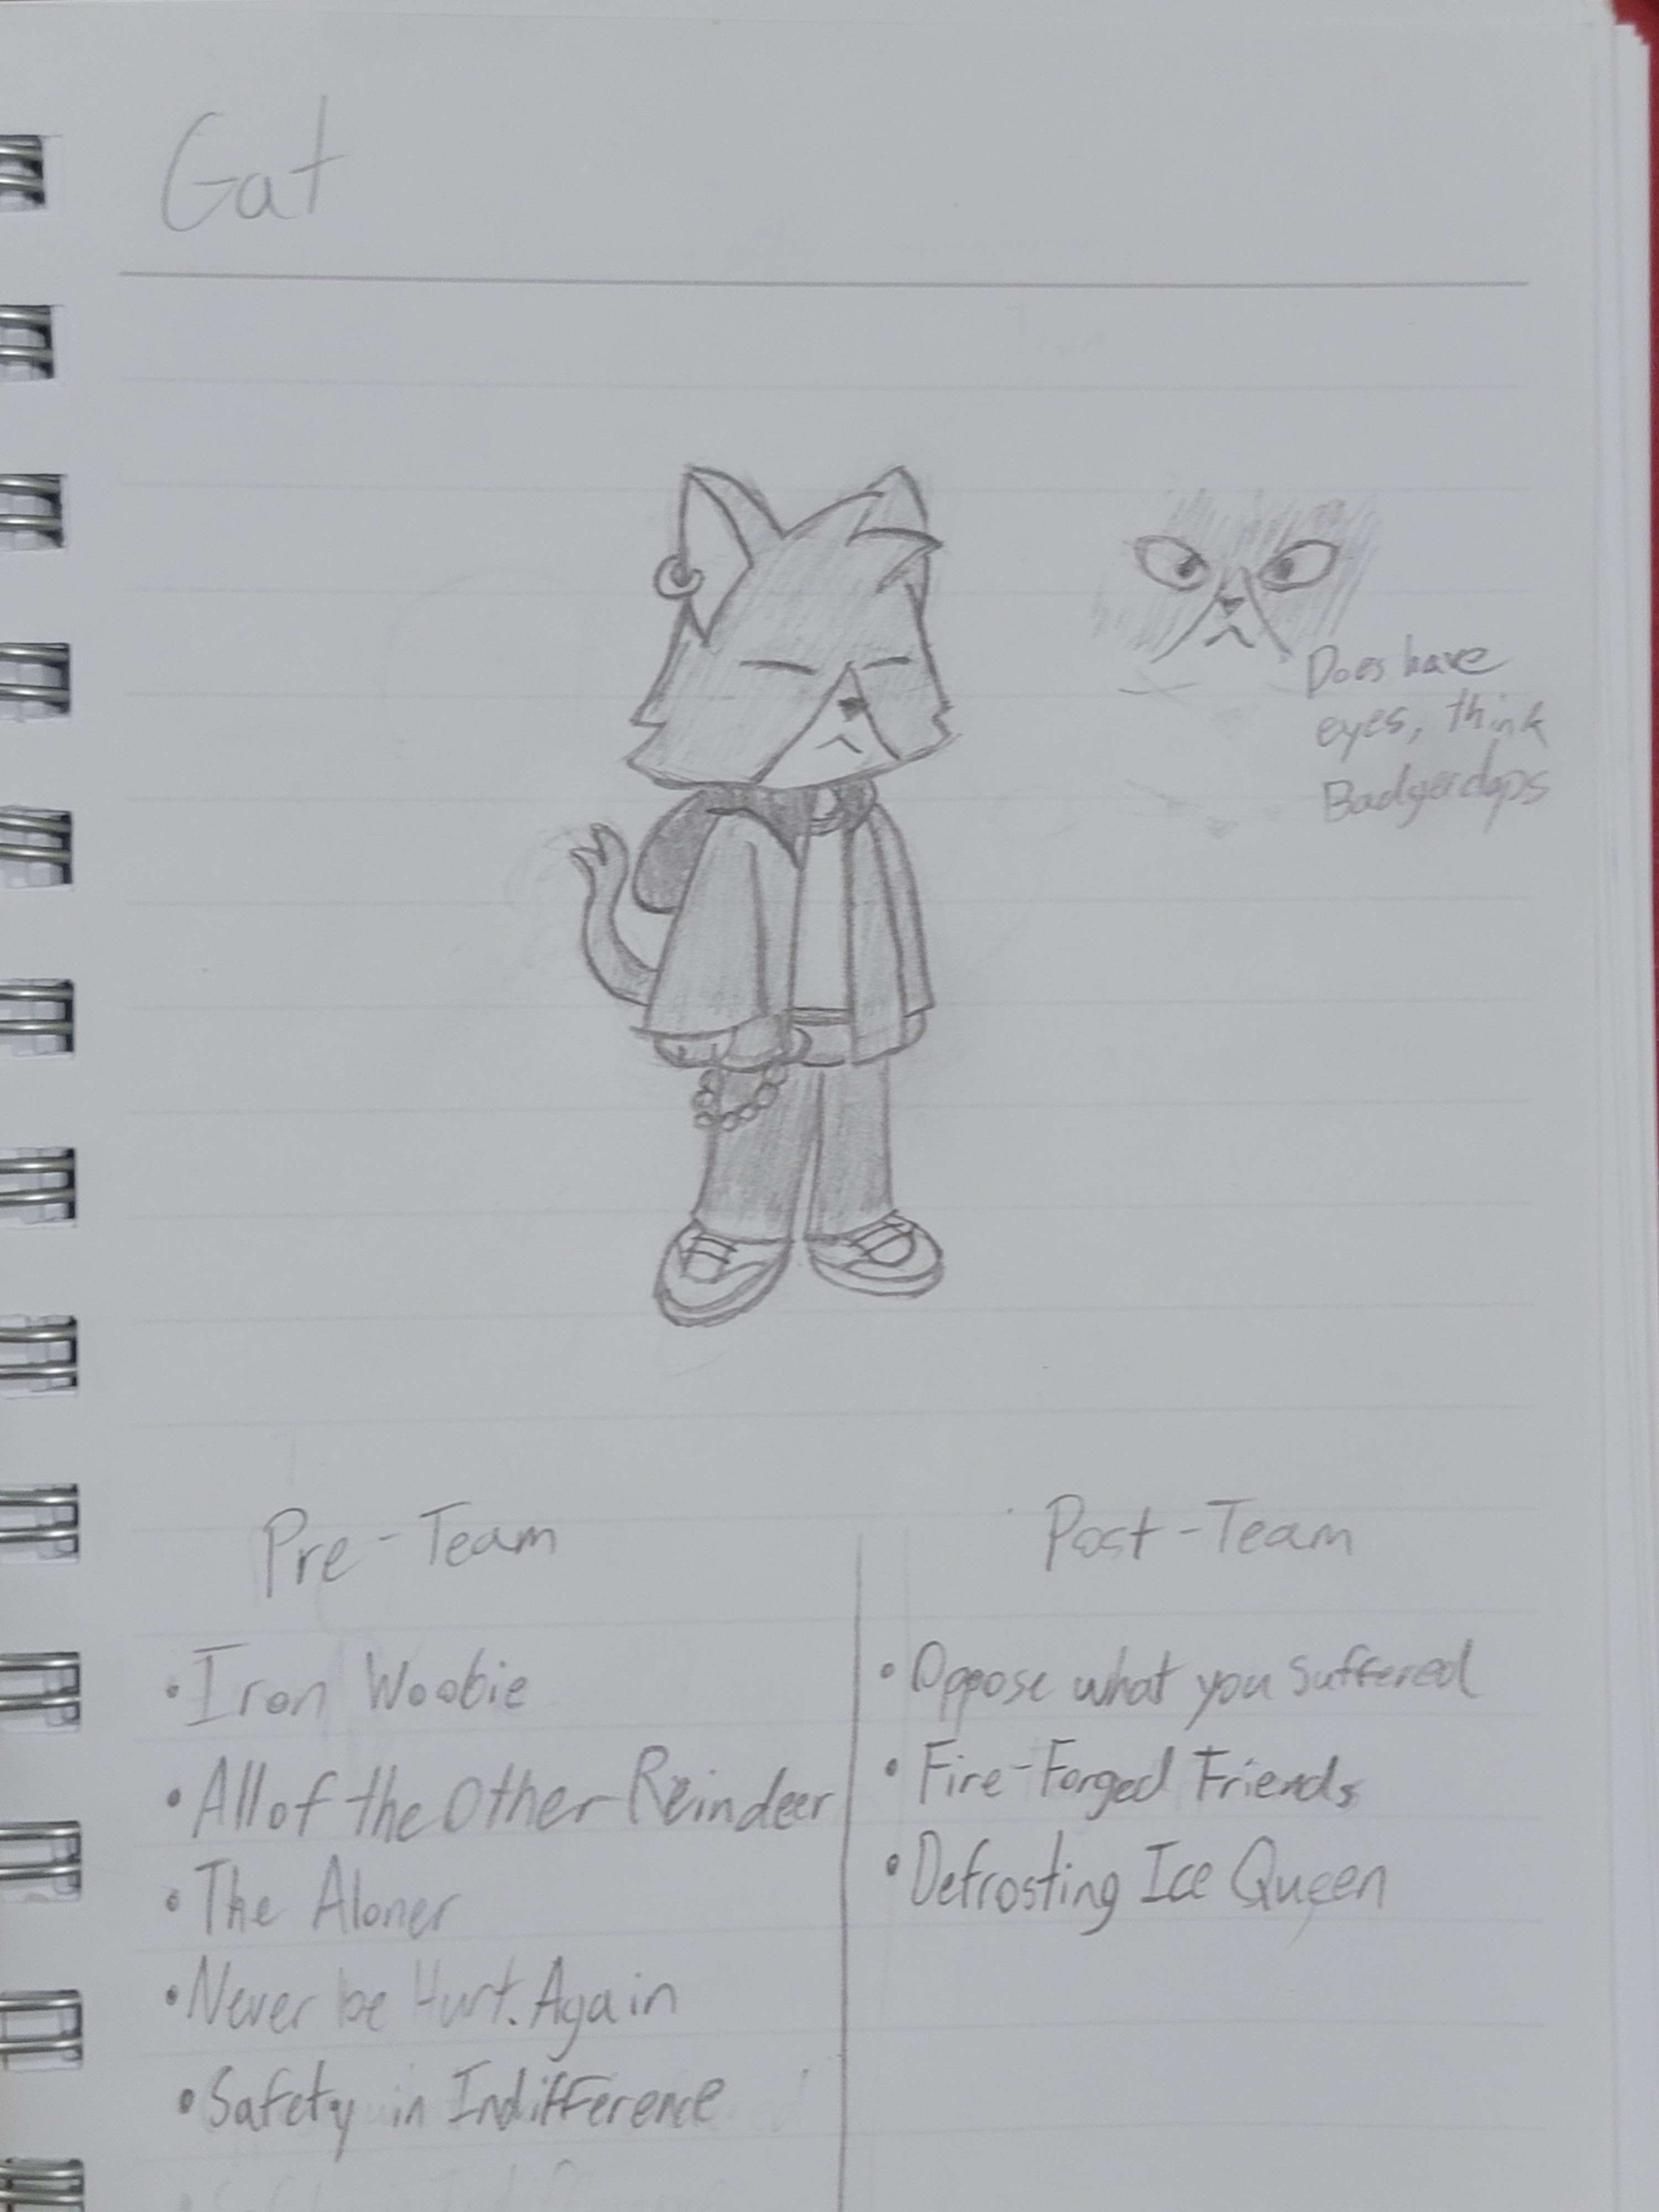 Gat
Does have
eyes, think
Badgerclops
Pre-Team
• Iron Woobie
• All of the Other Reindeer
• The Aloner
• Never be Hurt. Again
• Safety in Indifference
Post-Team
• Oppose what you suffered
• Fire-Forged Friends
• Defrosting Ice Queen